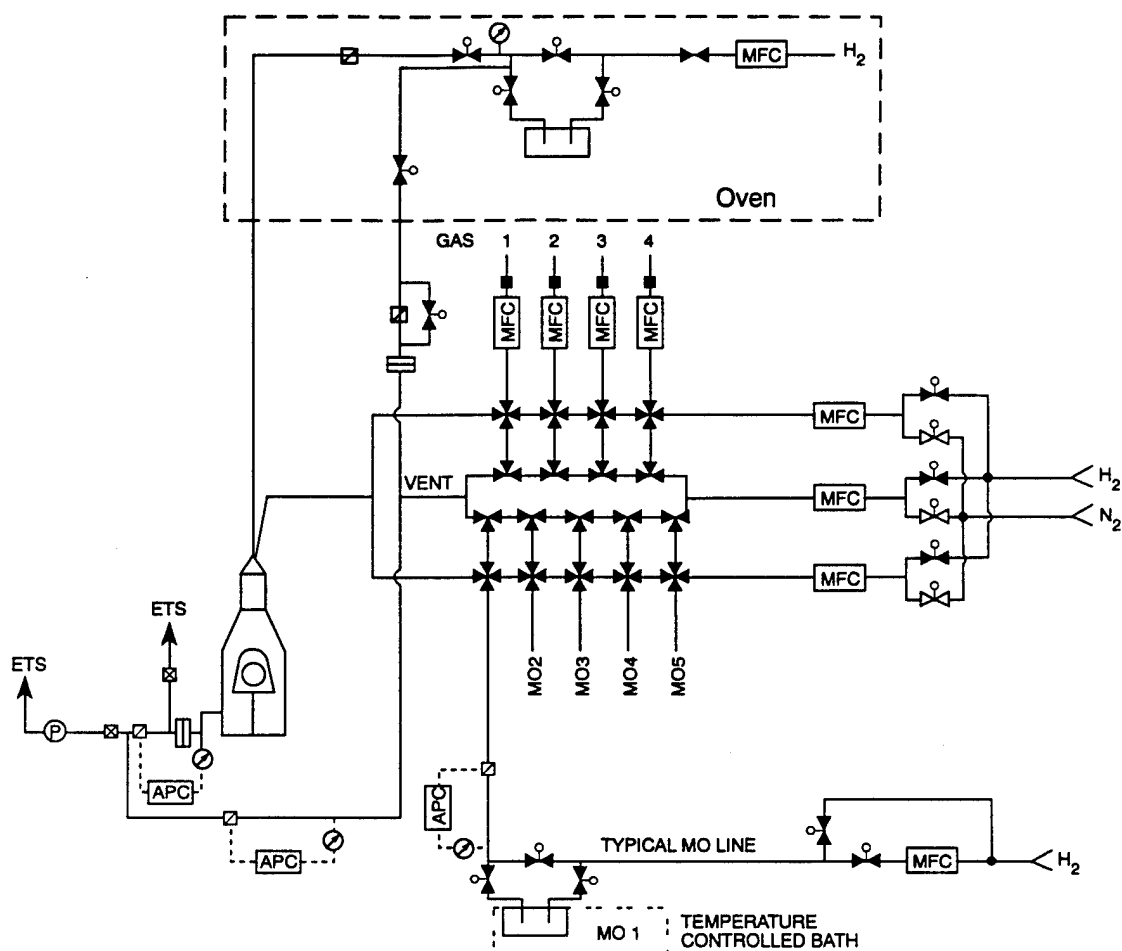 MFC H2
Oven
GAS 1 2 3 4
MFC MFC MFC MFC
MFC
VENT
MFC
H2
N2
MFC
ETS
ETS
MO2 MO3 MO4 MO5
P
APC
APC
APC
TYPICAL MO LINE
MFC
H2
MO 1
TEMPERATURE
CONTROLLED BATH